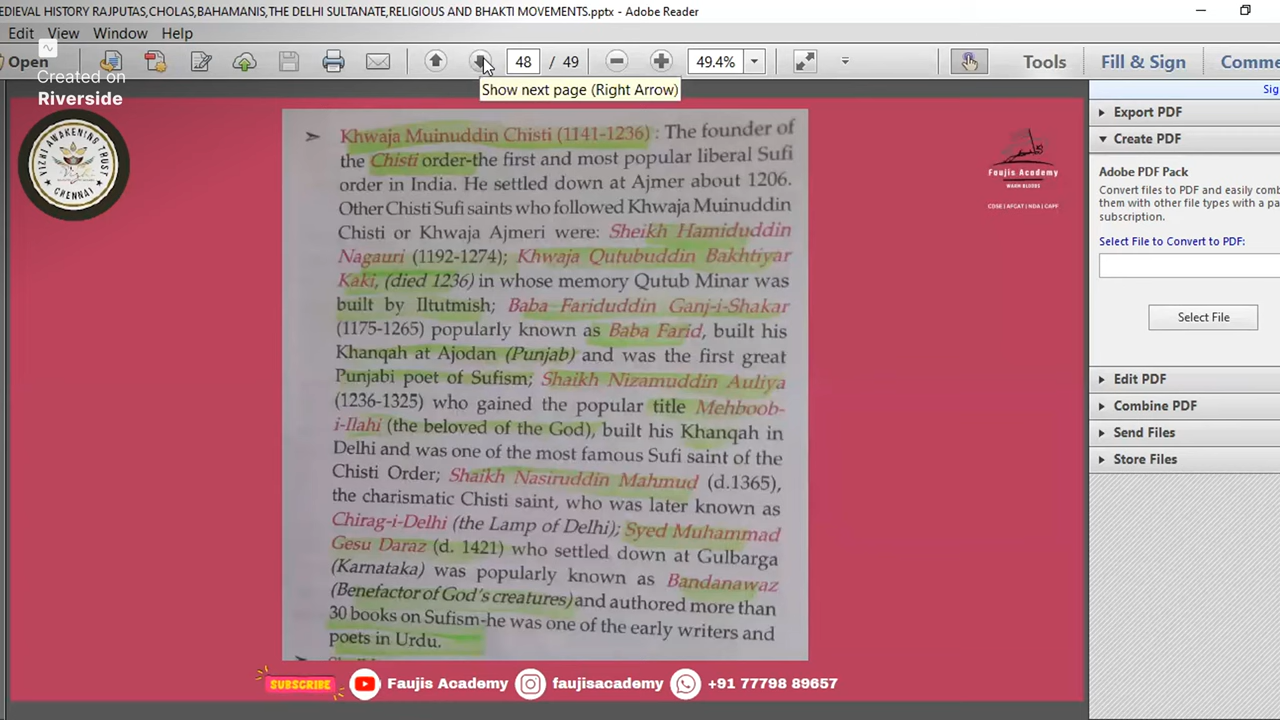 EDIEVAL HISTORY RAJPUTAS,CHOLAS,BAHAMANIS,THE DELHI SULTANATE,RELIGIOUS AND BHAKTI MOVEMENTS.pptx - Adobe Reader
Edit View Window Help
Open
48 / 49
49.4%
Tools
Fill & Sign
Comme
Created on
Riverside
Show next page (Right Arrow)
Sig
VIZHI AWAKENING TRUST
CHENNAI
➢ Khwaja Muinuddin Chisti (1141-1236) : The founder of
the Chisti order-the first and most popular liberal Sufi
order in India. He settled down at Ajmer about 1206.
Other Chisti Sufi saints who followed Khwaja Muinuddin
Chisti or Khwaja Ajmeri were: Sheikh Hamiduddin
Nagauri (1192-1274); Khwaja Qutubuddin Bakhtiyar
Kaki, (died 1236) in whose memory Qutub Minar was
built by Iltutmish; Baba Fariduddin Ganj-i-Shakar
(1175-1265) popularly known as Baba Farid, built his
Khanqah at Ajodan (Punjab) and was the first great
Punjabi poet of Sufism; Shaikh Nizamuddin Auliya
(1236-1325) who gained the popular title Mehboob-
i-Ilahi (the beloved of the God), built his Khanqah in
Delhi and was one of the most famous Sufi saint of the
Chisti Order; Shaikh Nasiruddin Mahmud (d.1365),
the charismatic Chisti saint, who was later known as
Chirag-i-Delhi (the Lamp of Delhi); Syed Muhammad
Gesu Daraz (d. 1421) who settled down at Gulbarga
(Karnataka) was popularly known as Bandanawaz
(Benefactor of God's creatures) and authored more than
30 books on Sufism-he was one of the early writers and
poets in Urdu.
Faujis Academy
WARM BLOODS
CDSE | AFCAT | NDA | CAPF
SUBSCRIBE
Faujis Academy
faujisacademy
+91 77798 89657
Export PDF
Create PDF
Adobe PDF Pack
Convert files to PDF and easily comb
them with other file types with a pa
subscription.
Select File to Convert to PDF:
Select File
Edit PDF
Combine PDF
Send Files
Store Files